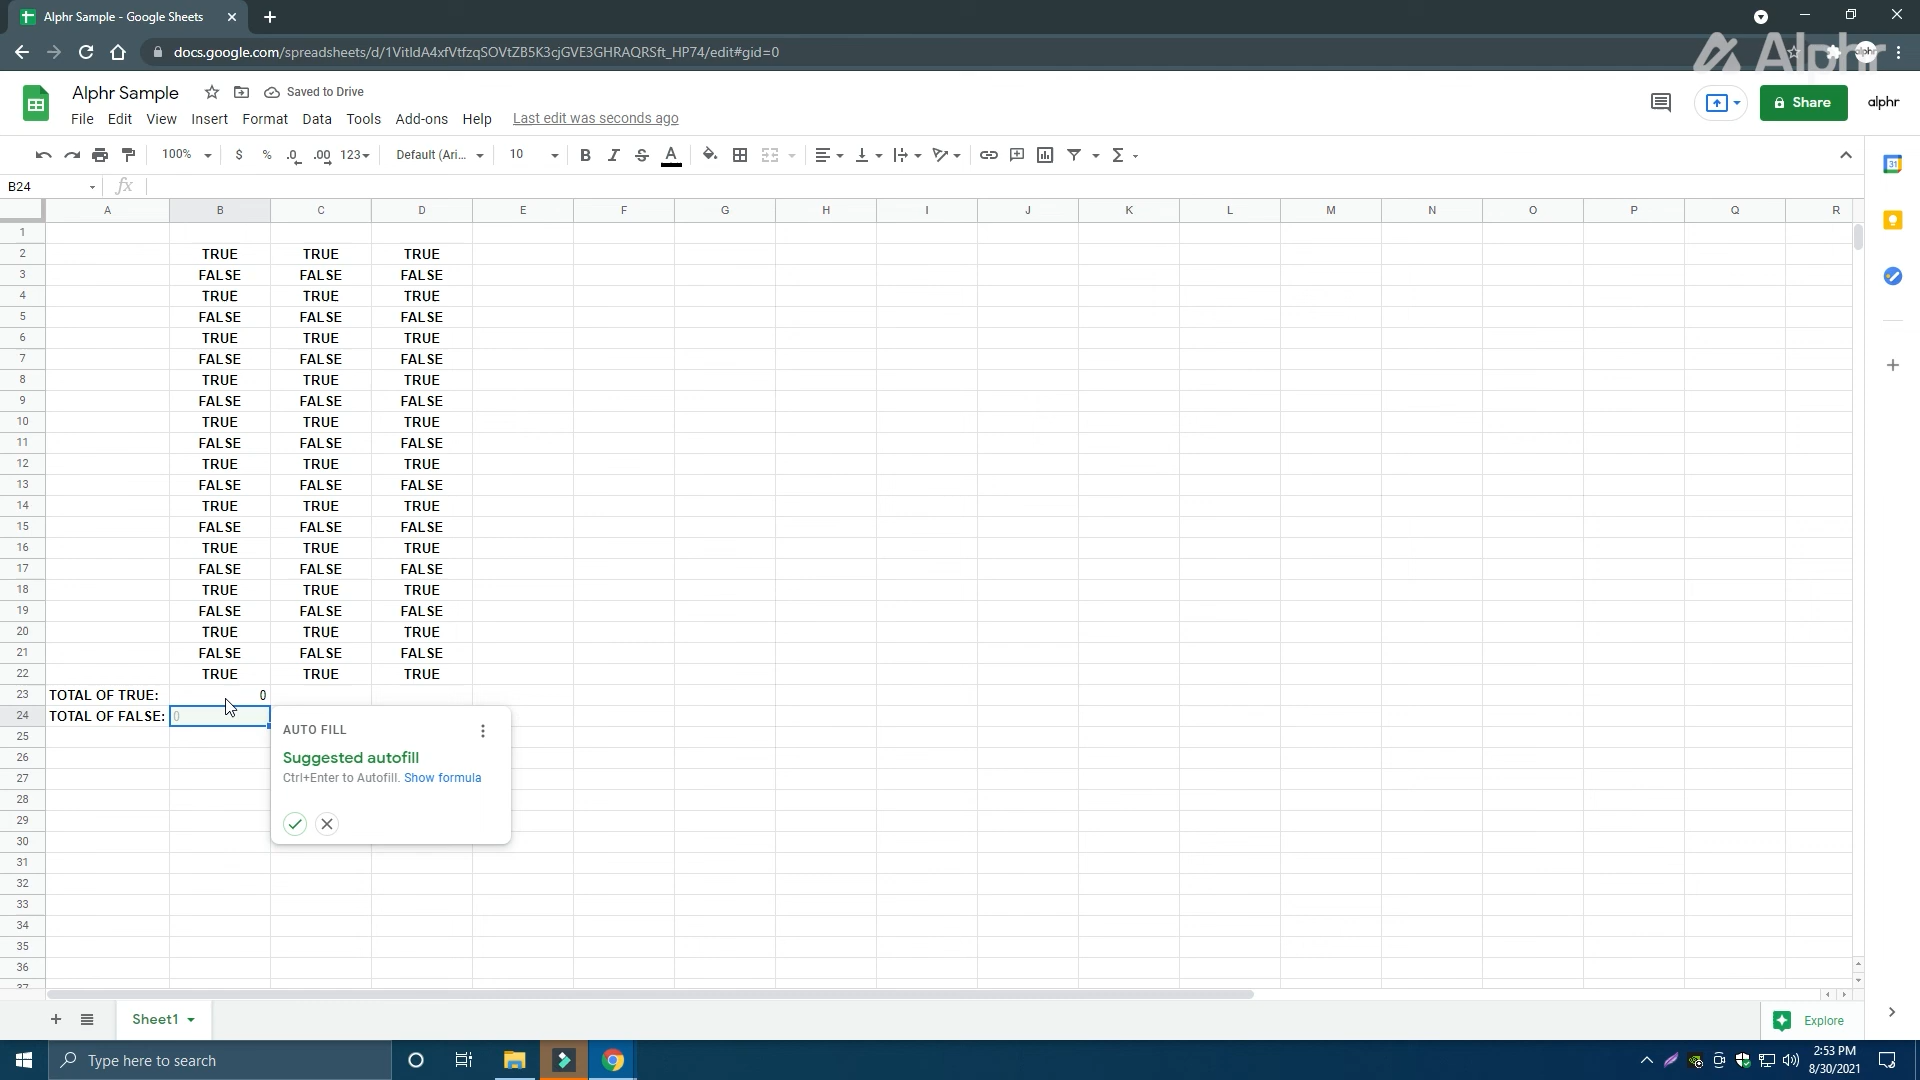 Alphr Sample - Google Sheets
docs.google.com/spreadsheets/d/1VitIdA4xfVtfzqSOVtZB5K3cjGVE3GHRAQRSft_HP74/edit#gid=0
Alphr
Alphr Sample
Saved to Drive
File Edit View Insert Format Data Tools Add-ons Help Last edit was seconds ago
Share
alphr
100% $ % .0 .00 123 Default (Ari... 10 B I S A Σ
B24 fx
A B C D E F G H I J K L M N O P Q R
1
2 TRUE TRUE TRUE
3 FALSE FALSE FALSE
4 TRUE TRUE TRUE
5 FALSE FALSE FALSE
6 TRUE TRUE TRUE
7 FALSE FALSE FALSE
8 TRUE TRUE TRUE
9 FALSE FALSE FALSE
10 TRUE TRUE TRUE
11 FALSE FALSE FALSE
12 TRUE TRUE TRUE
13 FALSE FALSE FALSE
14 TRUE TRUE TRUE
15 FALSE FALSE FALSE
16 TRUE TRUE TRUE
17 FALSE FALSE FALSE
18 TRUE TRUE TRUE
19 FALSE FALSE FALSE
20 TRUE TRUE TRUE
21 FALSE FALSE FALSE
22 TRUE TRUE TRUE
23 TOTAL OF TRUE: 0
24 TOTAL OF FALSE: 0
25
26
27
28
29
30
31
32
33
34
35
36
37
AUTO FILL
Suggested autofill
Ctrl+Enter to Autofill. Show formula
31
Sheet1
Explore
Type here to search
2:53 PM
8/30/2021